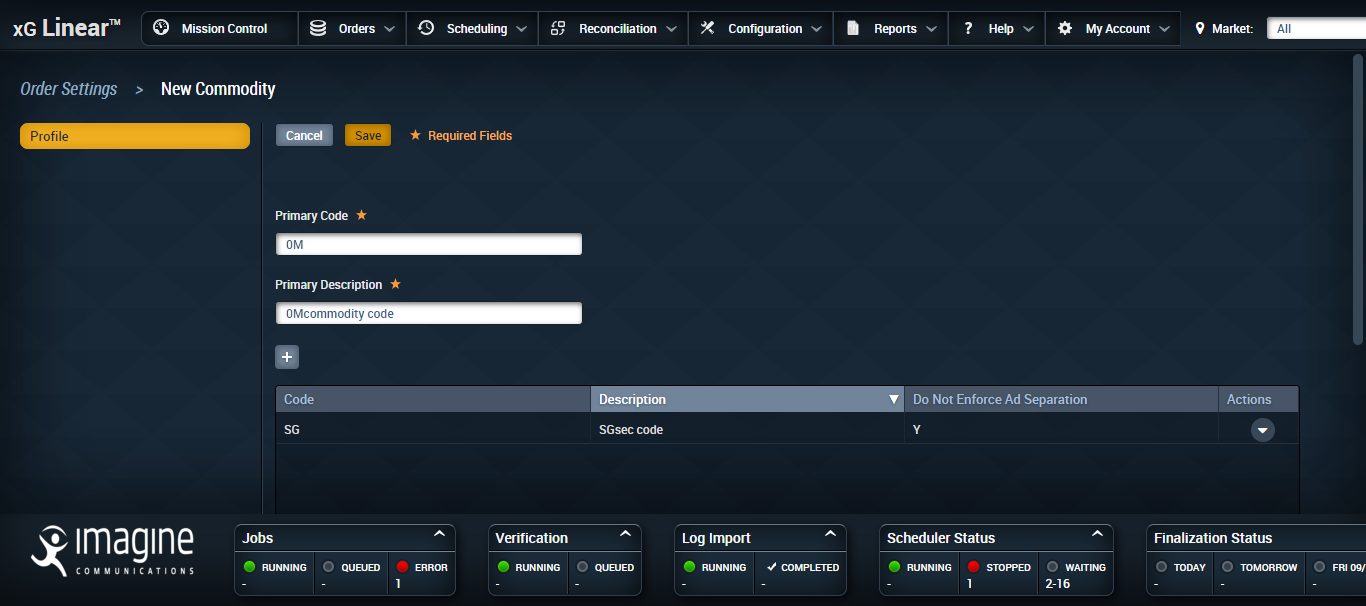 xG Linear™ Mission Control Orders Scheduling Reconciliation Configuration Reports ? Help My Account Market: All
Order Settings > New Commodity
Profile Cancel Save ★ Required Fields
Primary Code ★
0M
Primary Description ★
0Mcommodity code
+
Code Description ▼ Do Not Enforce Ad Separation Actions
SG SGsec code Y
imagine
COMMUNICATIONS
Jobs
RUNNING QUEUED ERROR
- - 1
Verification
RUNNING QUEUED
- -
Log Import
RUNNING COMPLETED
- -
Scheduler Status
RUNNING STOPPED WAITING
- 1 2-16
Finalization Status
TODAY TOMORROW FRI 09/
- - -